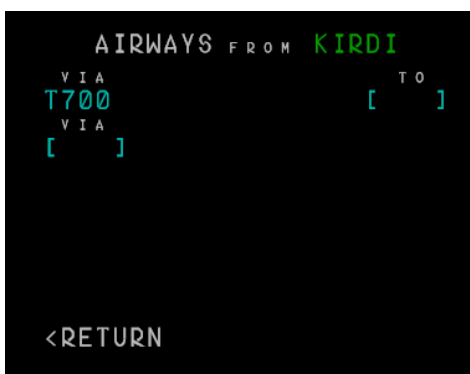 AIRWAYS FROM KIRDI
VIA TO
T700 [ ]
VIA
[ ]
<RETURN